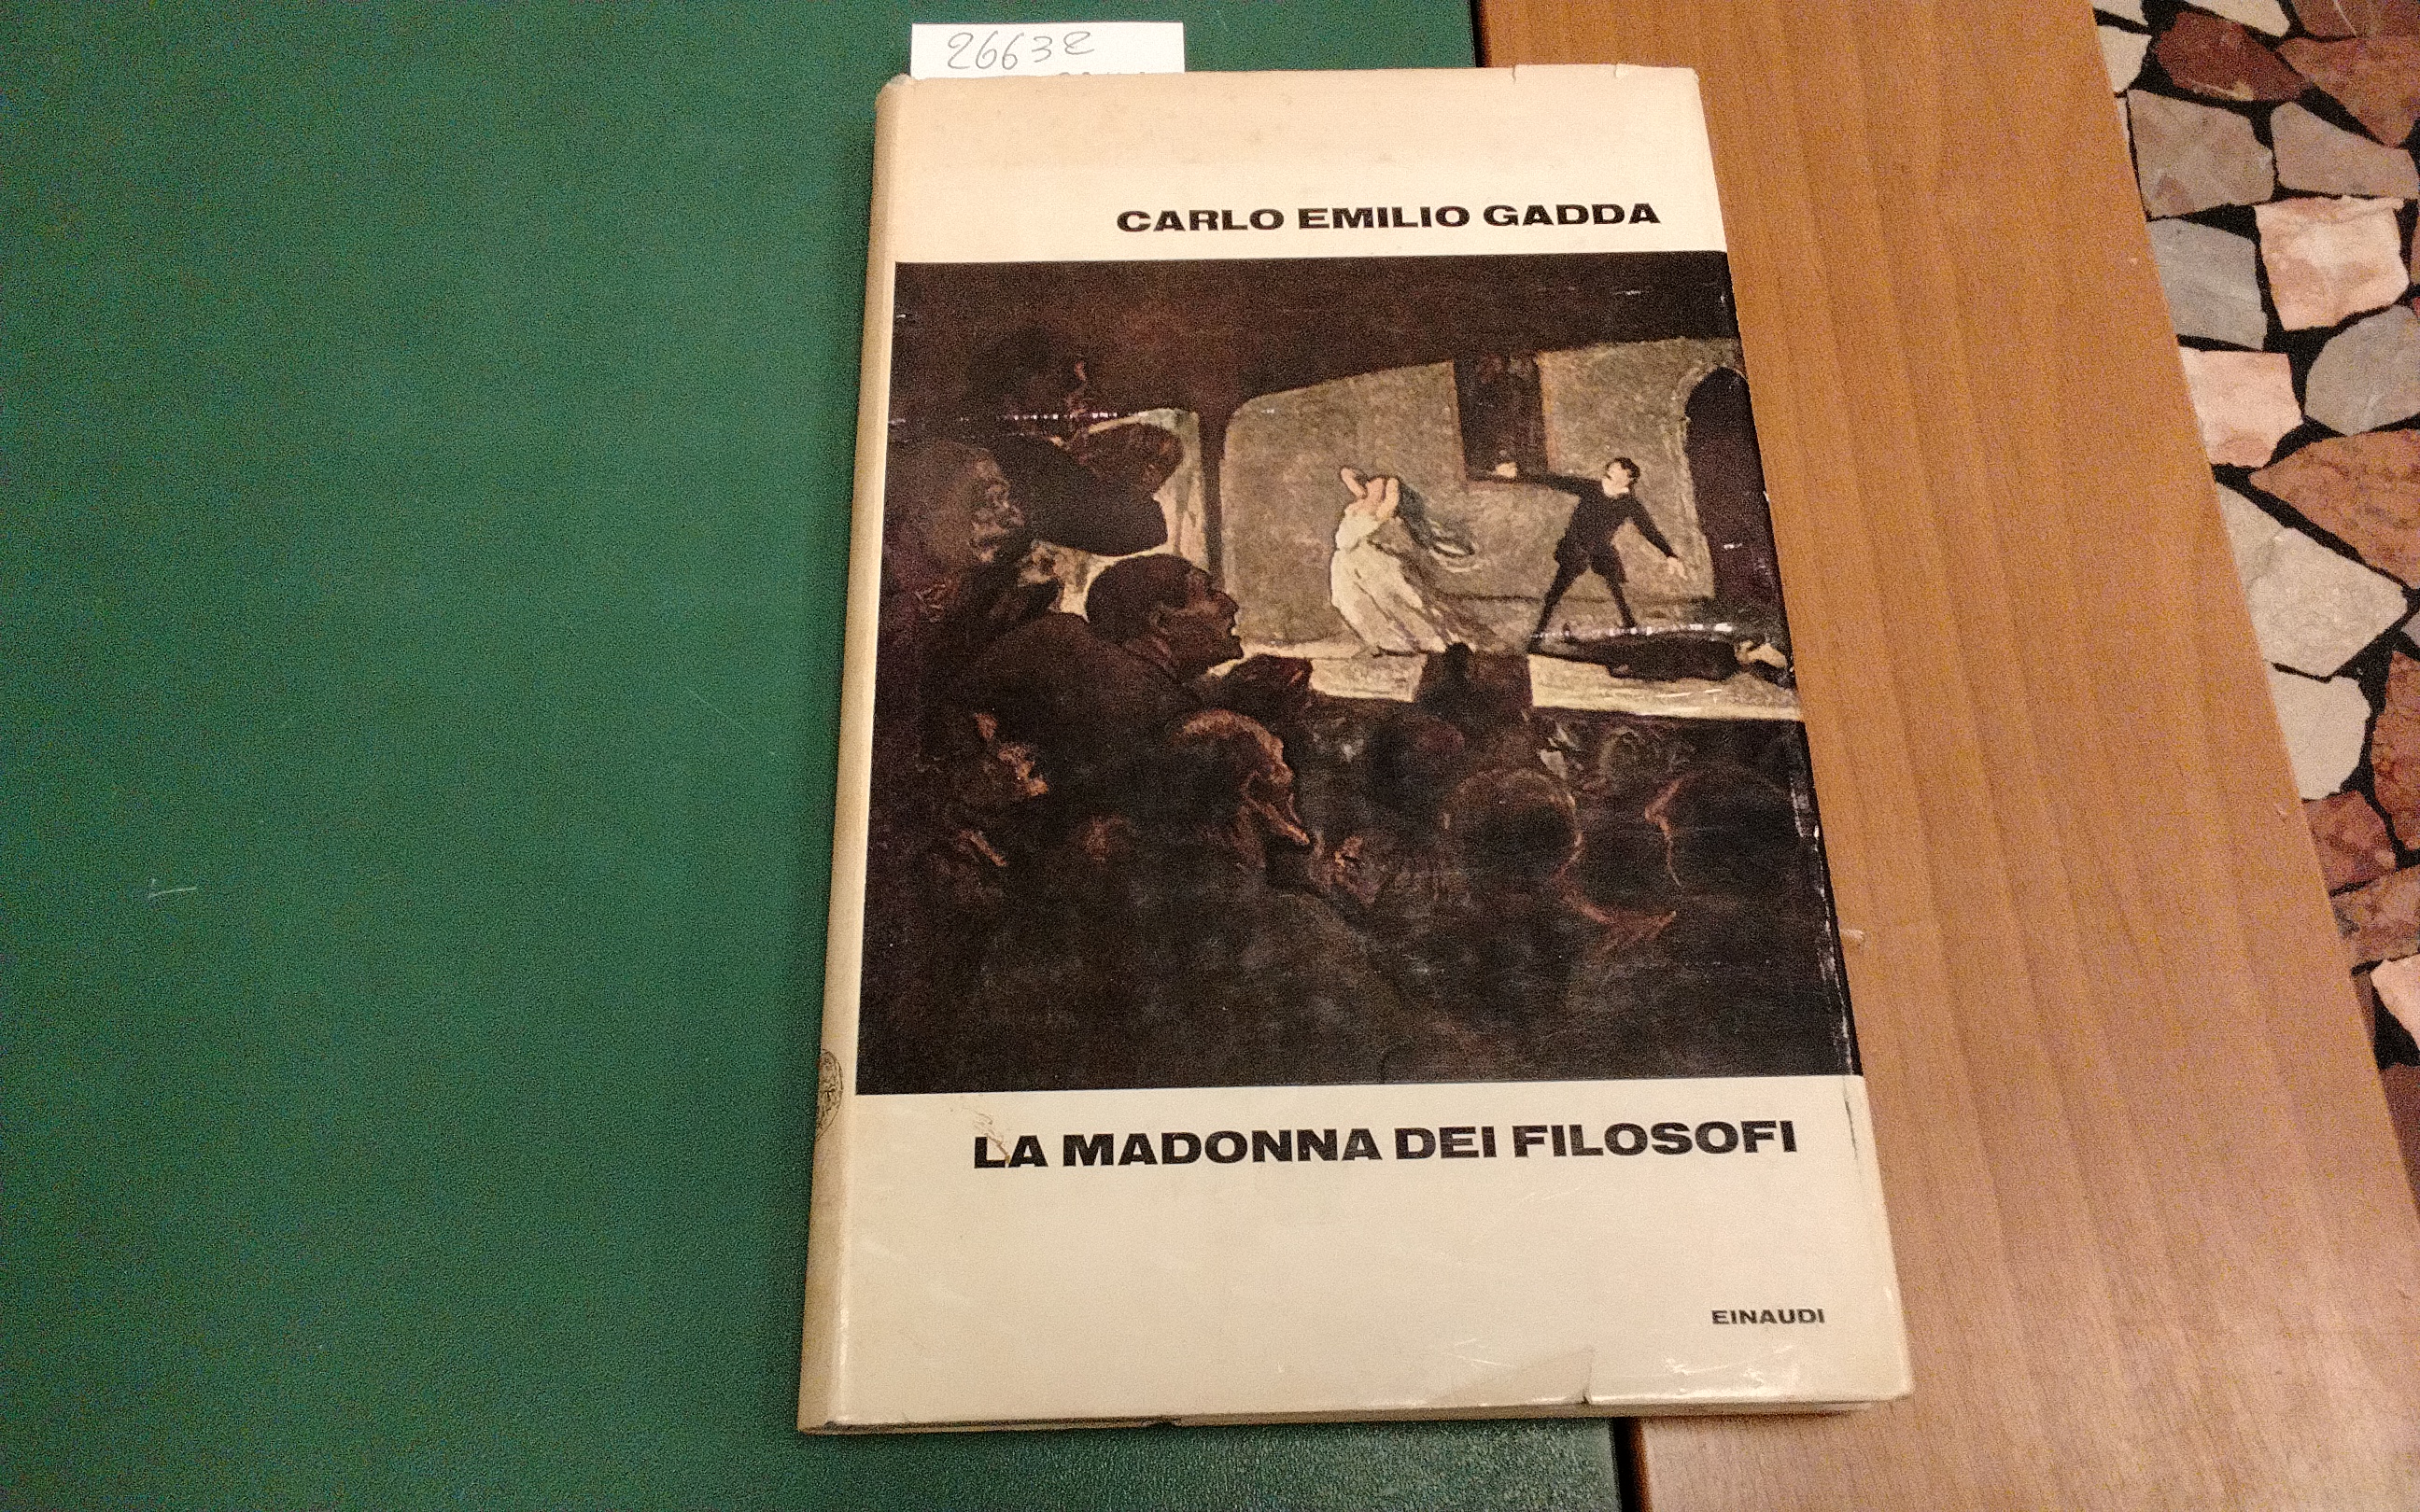 26632
CARLO EMILIO GADDA
LA MADONNA DEI FILOSOFI
EINAUDI